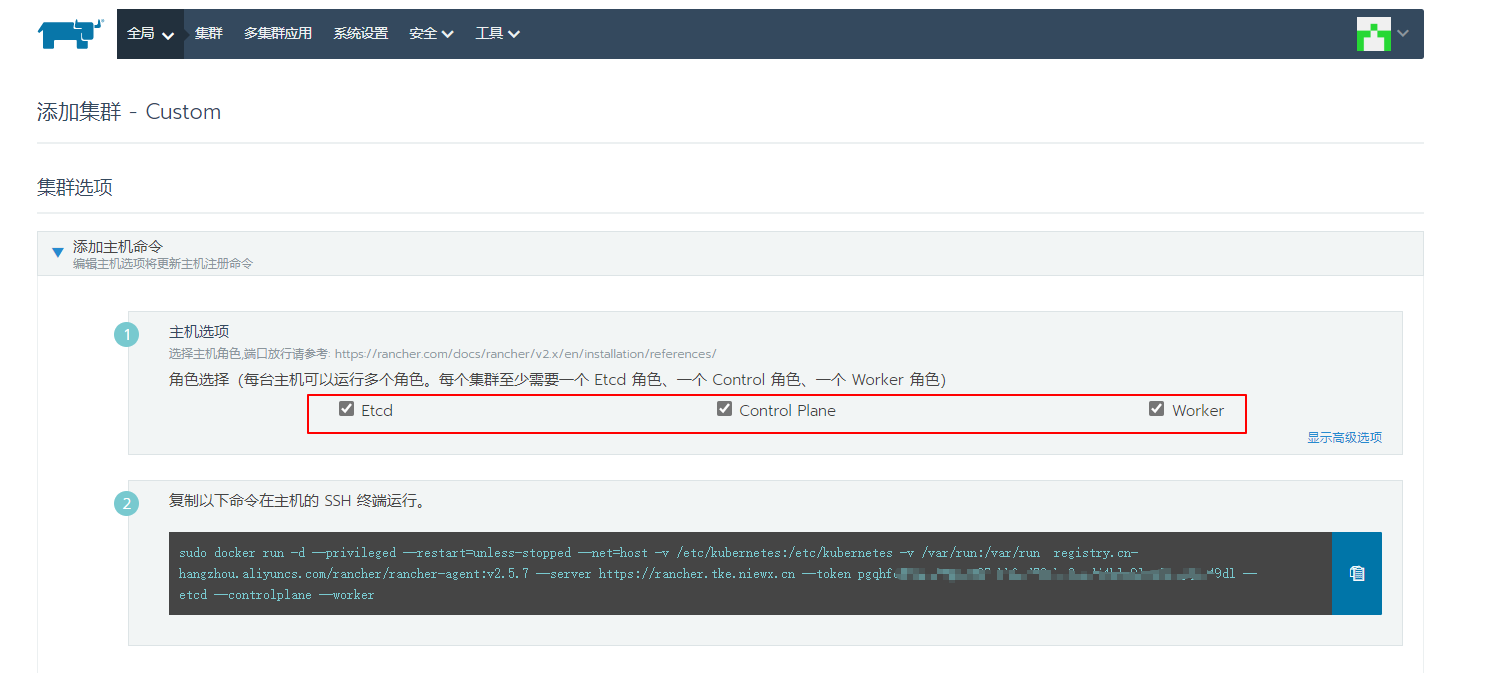 全局 集群 多集群应用 系统设置 安全 工具
添加集群 - Custom
集群选项
添加主机命令
编辑主机选项将更新主机注册命令
1 主机选项
选择主机角色,端口放行请参考: https://rancher.com/docs/rancher/v2.x/en/installation/references/
角色选择（每台主机可以运行多个角色。每个集群至少需要一个 Etcd 角色、一个 Control 角色、一个 Worker 角色）
Etcd Control Plane Worker
显示高级选项
2 复制以下命令在主机的 SSH 终端运行。
sudo docker run -d --privileged --restart=unless-stopped --net=host -v /etc/kubernetes:/etc/kubernetes -v /var/run:/var/run registry.cn-
hangzhou.aliyuncs.com/rancher/rancher-agent:v2.5.7 --server https://rancher.tke.niewx.cn --token --
etcd --controlplane --worker